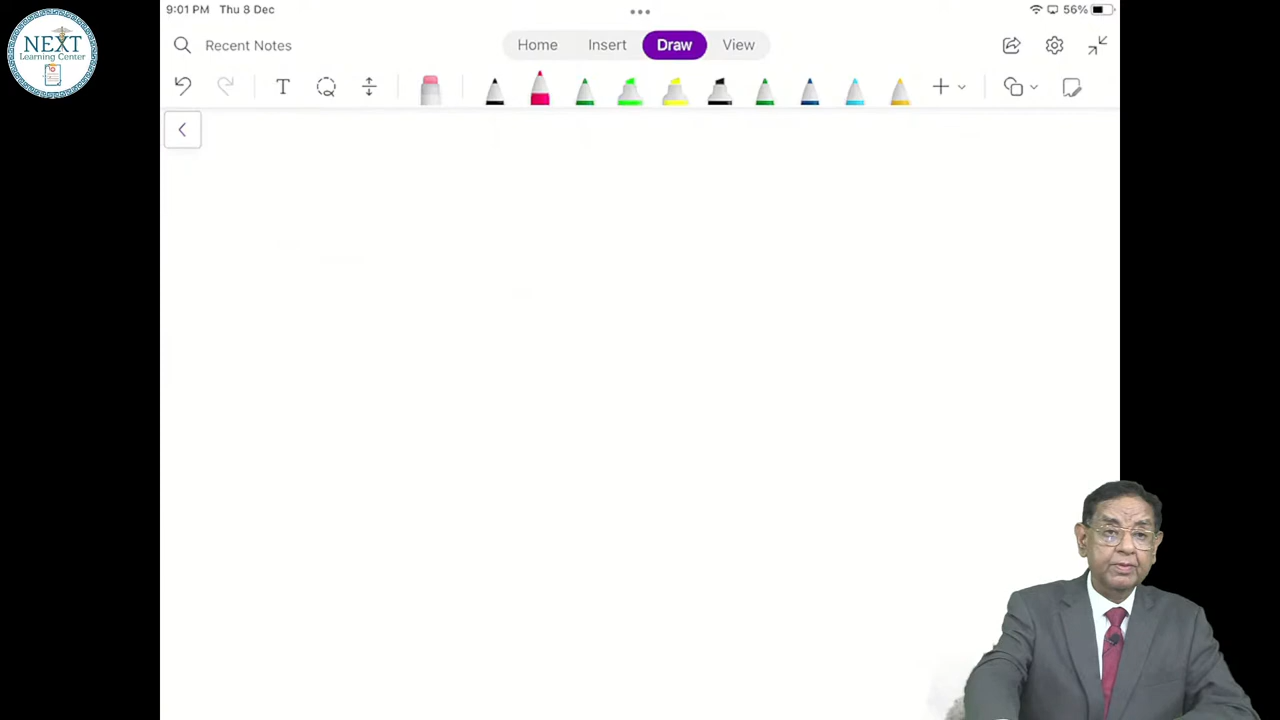 9:01 PM Thu 8 Dec
56%
NEXT
Learning Center
Recent Notes
Home
Insert
Draw
View
T